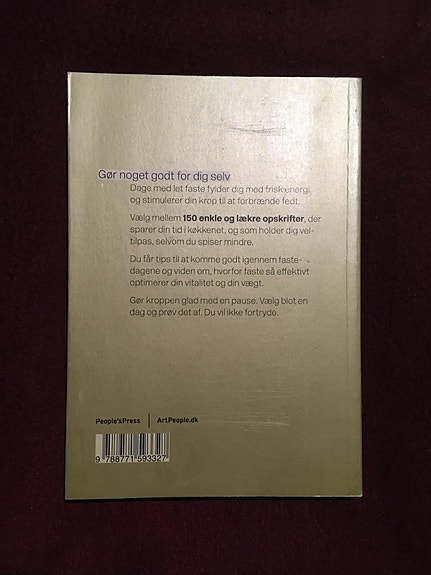 Gør noget godt for dig selv
Dage med let faste fylder dig med frisk energi
og stimulerer din krop til at forbrænde fedt.
Vælg mellem 150 enkle og lækre opskrifter, der
sparer din tid i køkkenet, og som holder dig vel-
tilpas, selvom du spiser mindre.
Du får tips til at komme godt igennem faste-
dagene og viden om, hvorfor faste så effektivt
optimerer din vitalitet og din vægt.
Gør kroppen glad med en pause. Vælg blot en
dag og prøv det af. Du vil ikke fortryde.
People'sPress | ArtPeople.dk
9 788771 593327